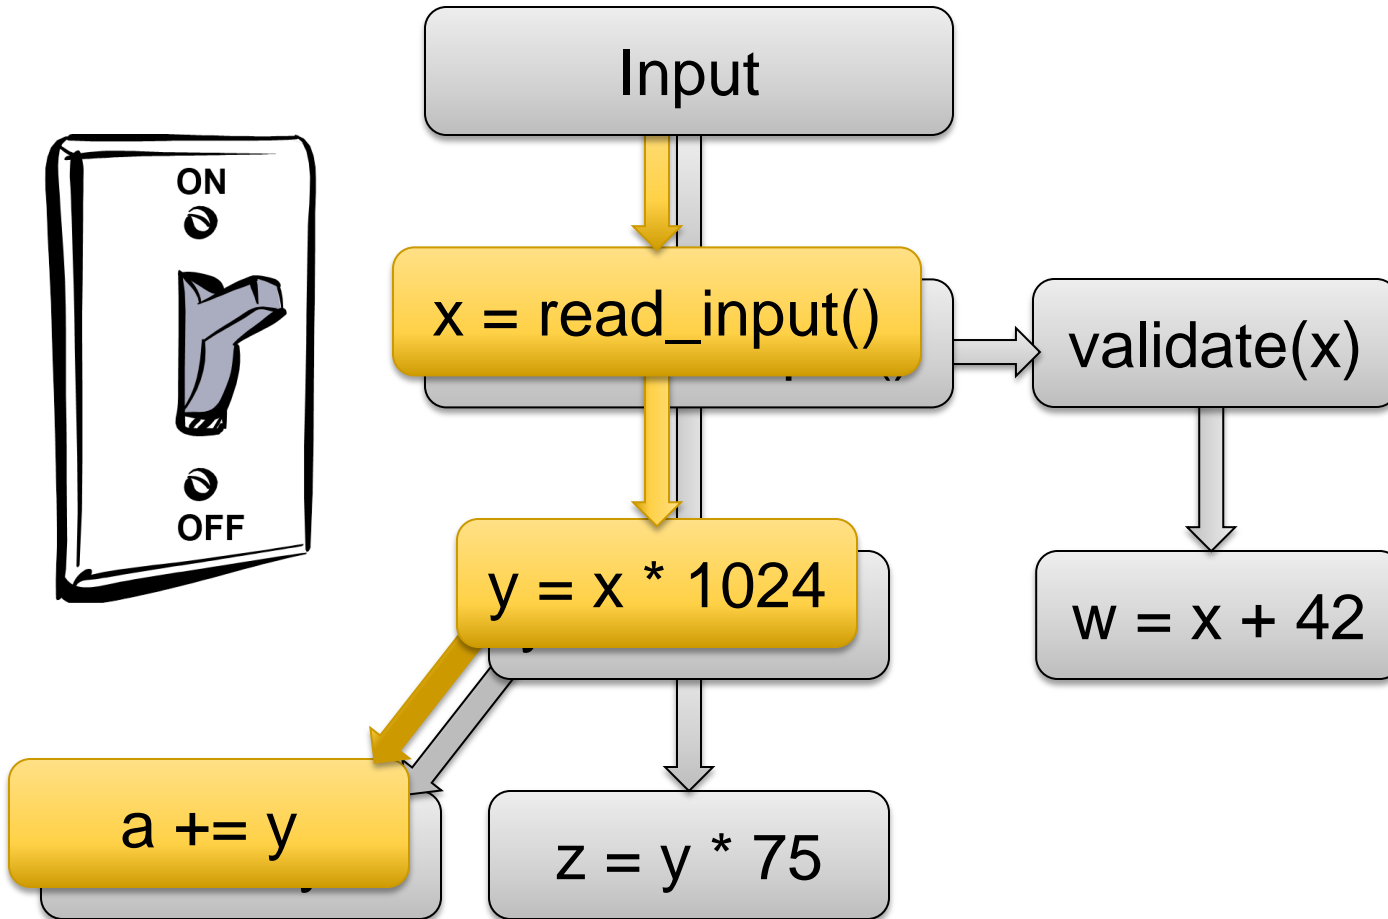 Input
ON
x = read_input()
validate(x)
OFF
y = x * 1024
w = x + 42
a += y
z = y * 75